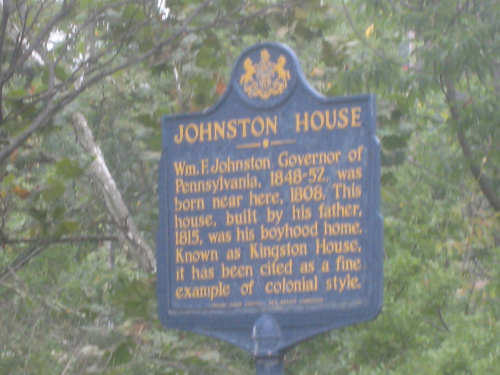 JOHNSTON HOUSE
Wm. F. Johnston, Governor of
Pennsylvania, 1848-52, was
born near here, 1808. This
house, built by his father,
1815, was his boyhood home.
Known as Kingston House,
it has been cited as a fine
example of colonial style.